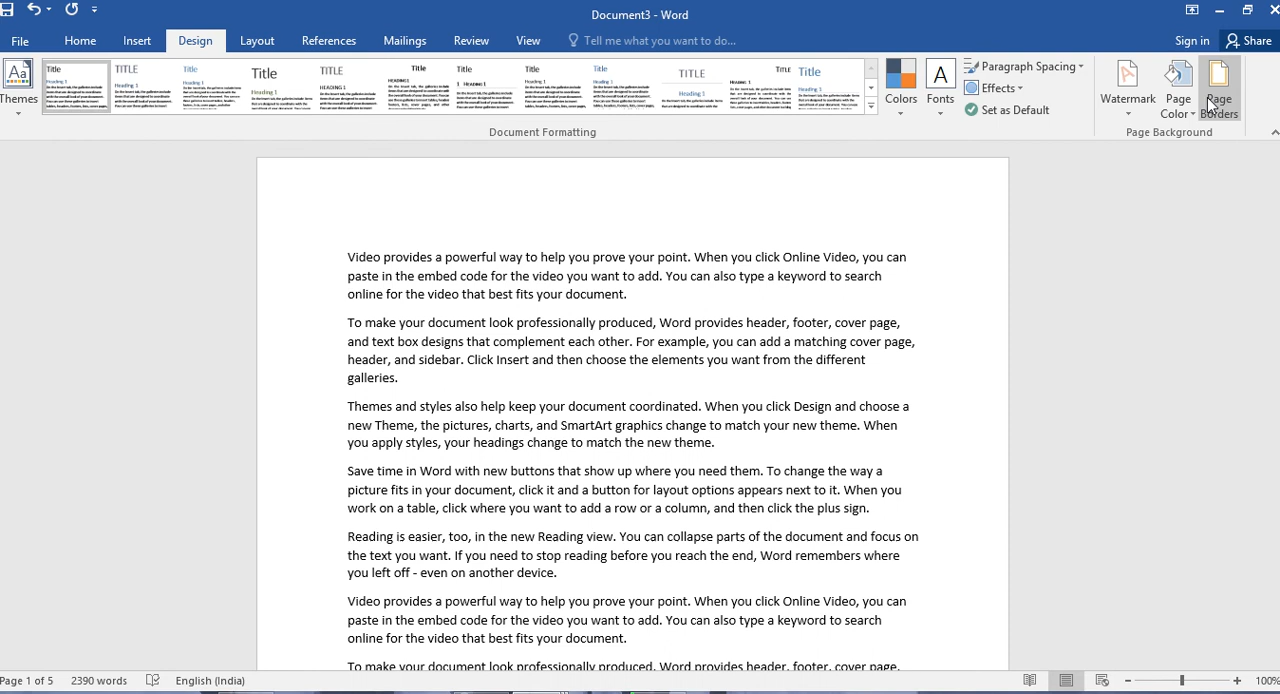 Document3 - Word
File Home Insert Design Layout References Mailings Review View Tell me what you want to do... Sign in Share
Themes
Colors
Fonts
Paragraph Spacing
Effects
Set as Default
Watermark
Page Color
Page Borders
Document Formatting
Page Background
Video provides a powerful way to help you prove your point. When you click Online Video, you can
paste in the embed code for the video you want to add. You can also type a keyword to search
online for the video that best fits your document.
To make your document look professionally produced, Word provides header, footer, cover page,
and text box designs that complement each other. For example, you can add a matching cover page,
header, and sidebar. Click Insert and then choose the elements you want from the different
galleries.
Themes and styles also help keep your document coordinated. When you click Design and choose a
new Theme, the pictures, charts, and SmartArt graphics change to match your new theme. When
you apply styles, your headings change to match the new theme.
Save time in Word with new buttons that show up where you need them. To change the way a
picture fits in your document, click it and a button for layout options appears next to it. When you
work on a table, click where you want to add a row or a column, and then click the plus sign.
Reading is easier, too, in the new Reading view. You can collapse parts of the document and focus on
the text you want. If you need to stop reading before you reach the end, Word remembers where
you left off - even on another device.
Video provides a powerful way to help you prove your point. When you click Online Video, you can
paste in the embed code for the video you want to add. You can also type a keyword to search
online for the video that best fits your document.
To make your document look professionally produced, Word provides header, footer, cover page,
Page 1 of 5 2390 words English (India) 100%